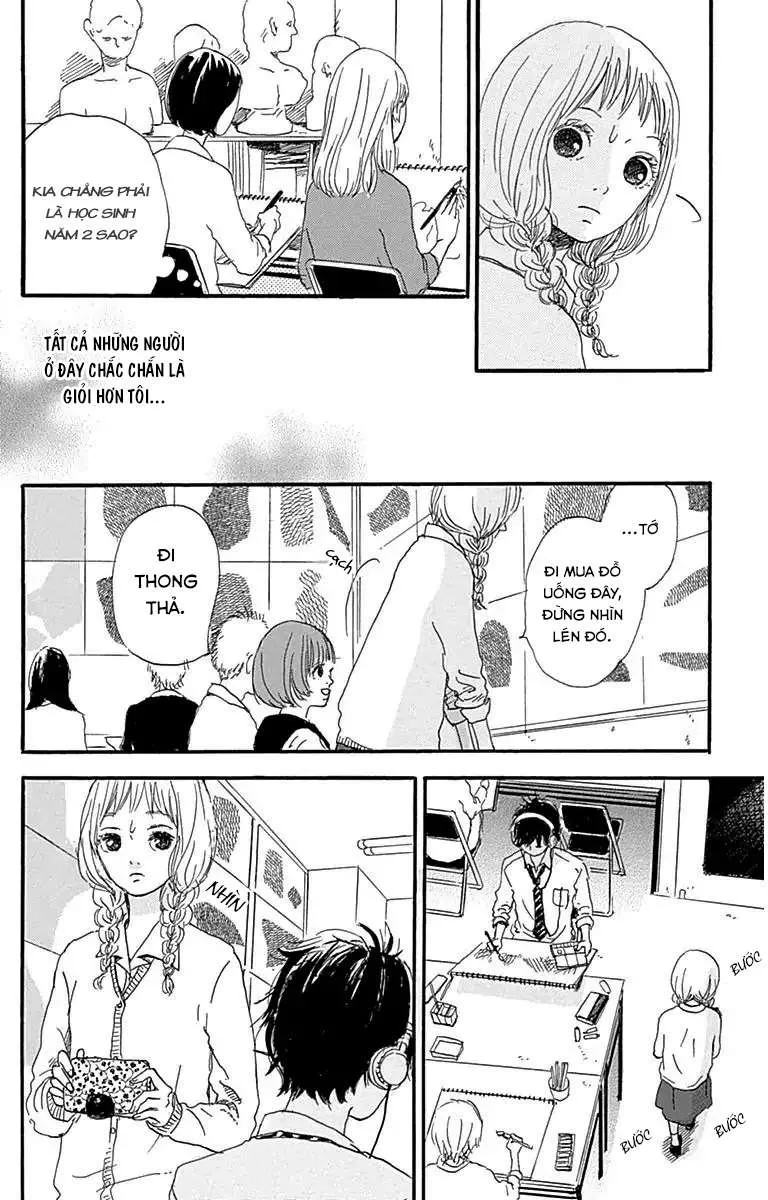 KIA CHẲNG PHẢI
LÀ HỌC SINH
NĂM 2 SAO?
TẤT CẢ NHỮNG NGƯỜI
Ở ĐÂY CHẮC CHẮN LÀ
GIỎI HƠN TÔI...
...TỚ
ĐI MUA ĐỒ
UỐNG ĐÂY,
ĐỪNG NHÌN
LÉN ĐÓ.
CẠCH
ĐI
THONG
THẢ.
NHÌN
BƯỚC
BƯỚC
BƯỚC